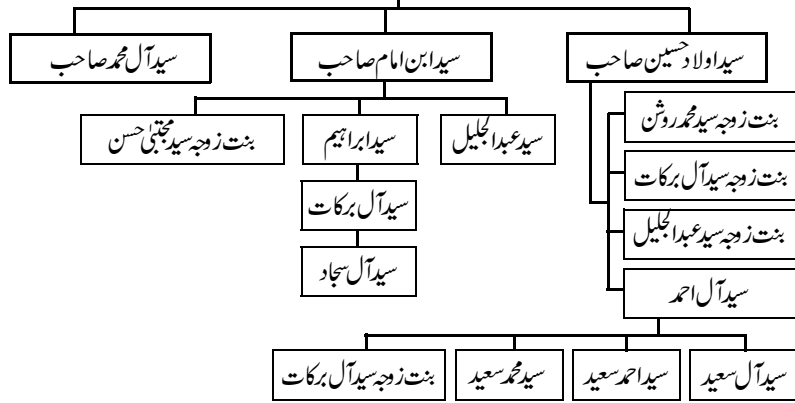 سید اولاد حسین صاحب
سید ابن امام صاحب
سید آل محمد صاحب
بنت زوجہ سید محمد روشن
بنت زوجہ سید آل برکات
بنت زوجہ سید عبدالجلیل
سید آل احمد
سید عبدالجلیل
سید ابراہیم
بنت زوجہ سید مجتبیٰ حسن
سید آل برکات
سید آل سجاد
سید آل سعید
سید احمد سعید
سید محمد سعید
بنت زوجہ سید آل برکات